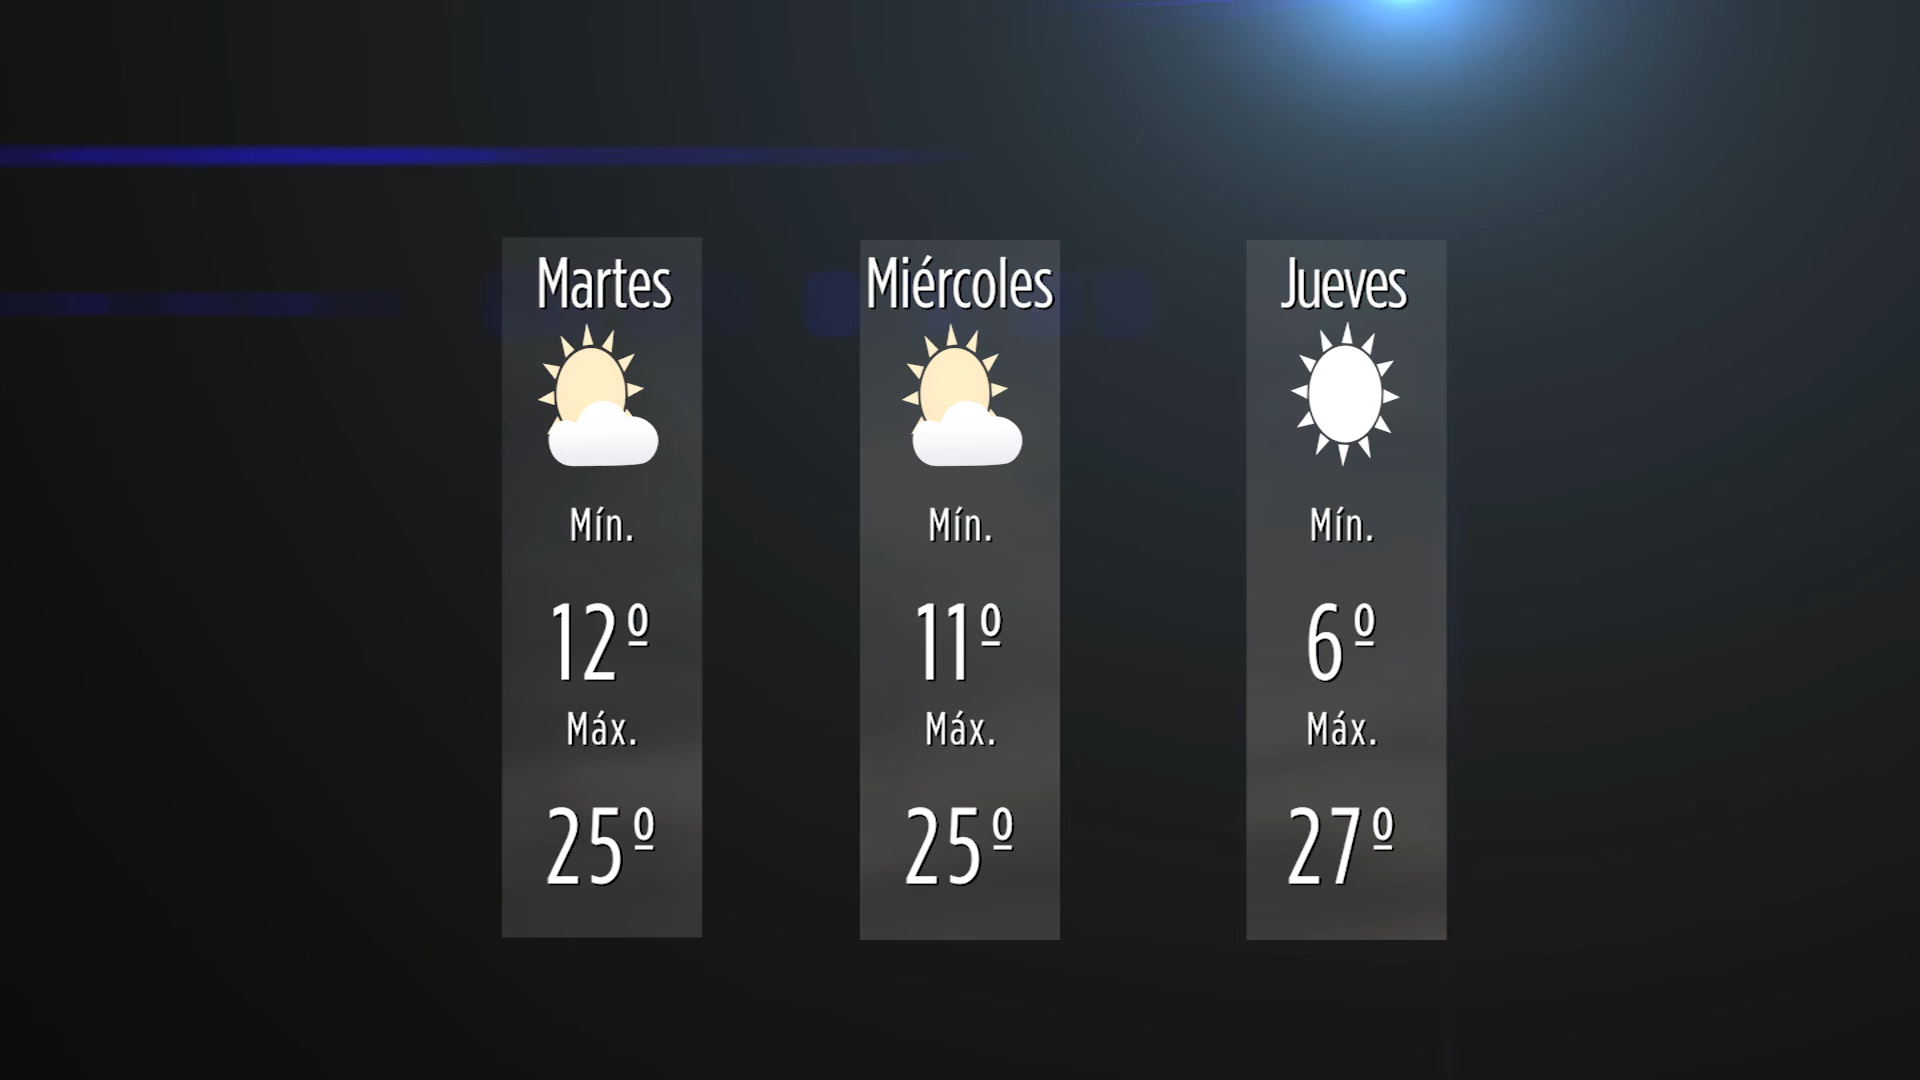 Martes
Mín.
12º
Máx.
25º
Miércoles
Mín.
11º
Máx.
25º
Jueves
Mín.
6º
Máx.
27º